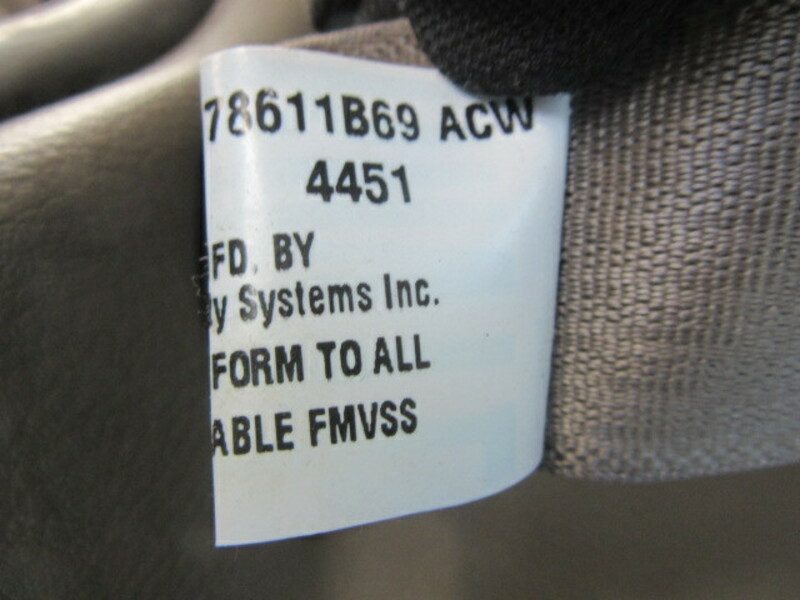 78611B69 ACW
4451
FD. BY
y Systems Inc.
FORM TO ALL
ABLE FMVSS